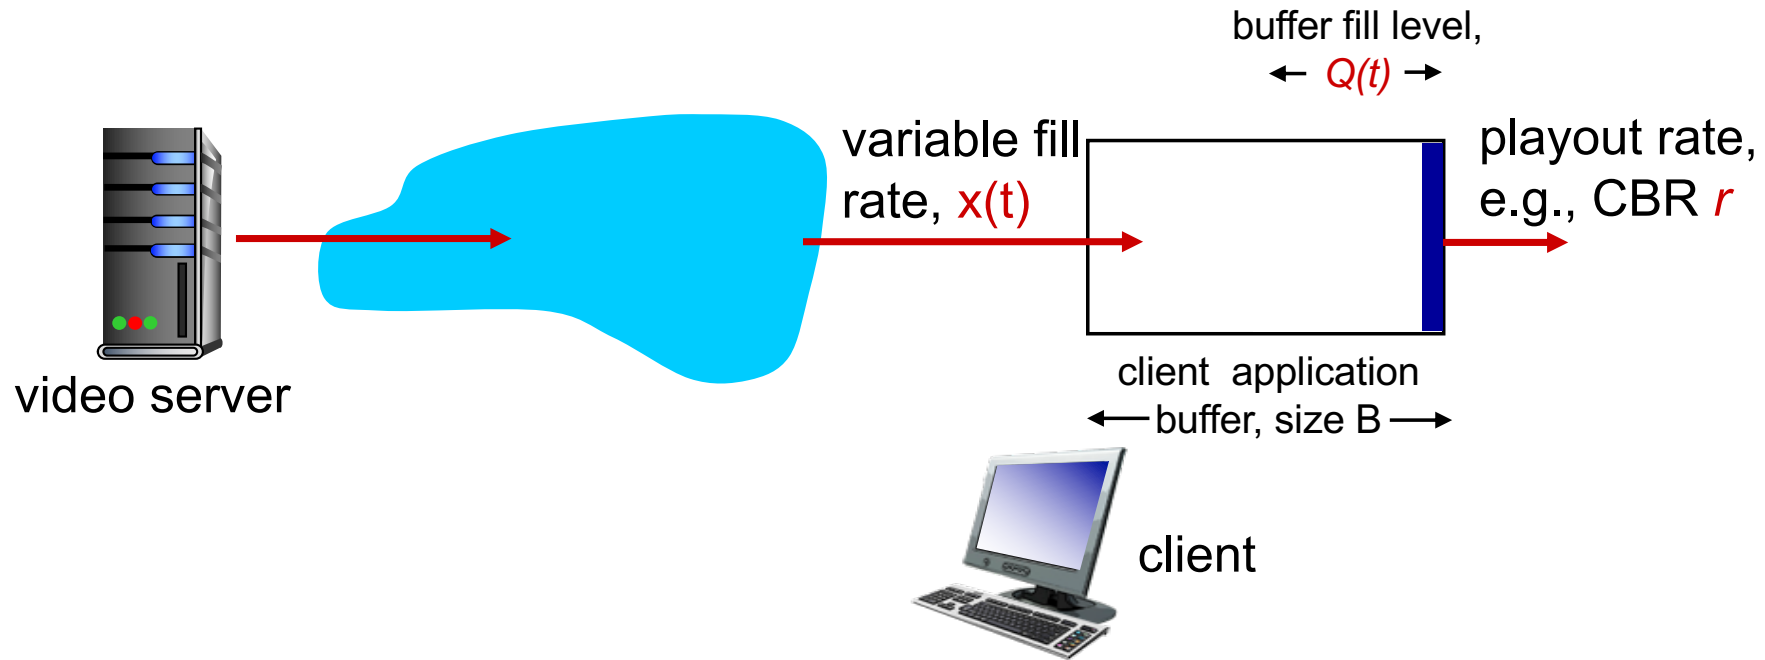 buffer fill level,
Q(t)
variable fill
rate, x(t)
playout rate,
e.g., CBR r
video server
client application
buffer, size B
client